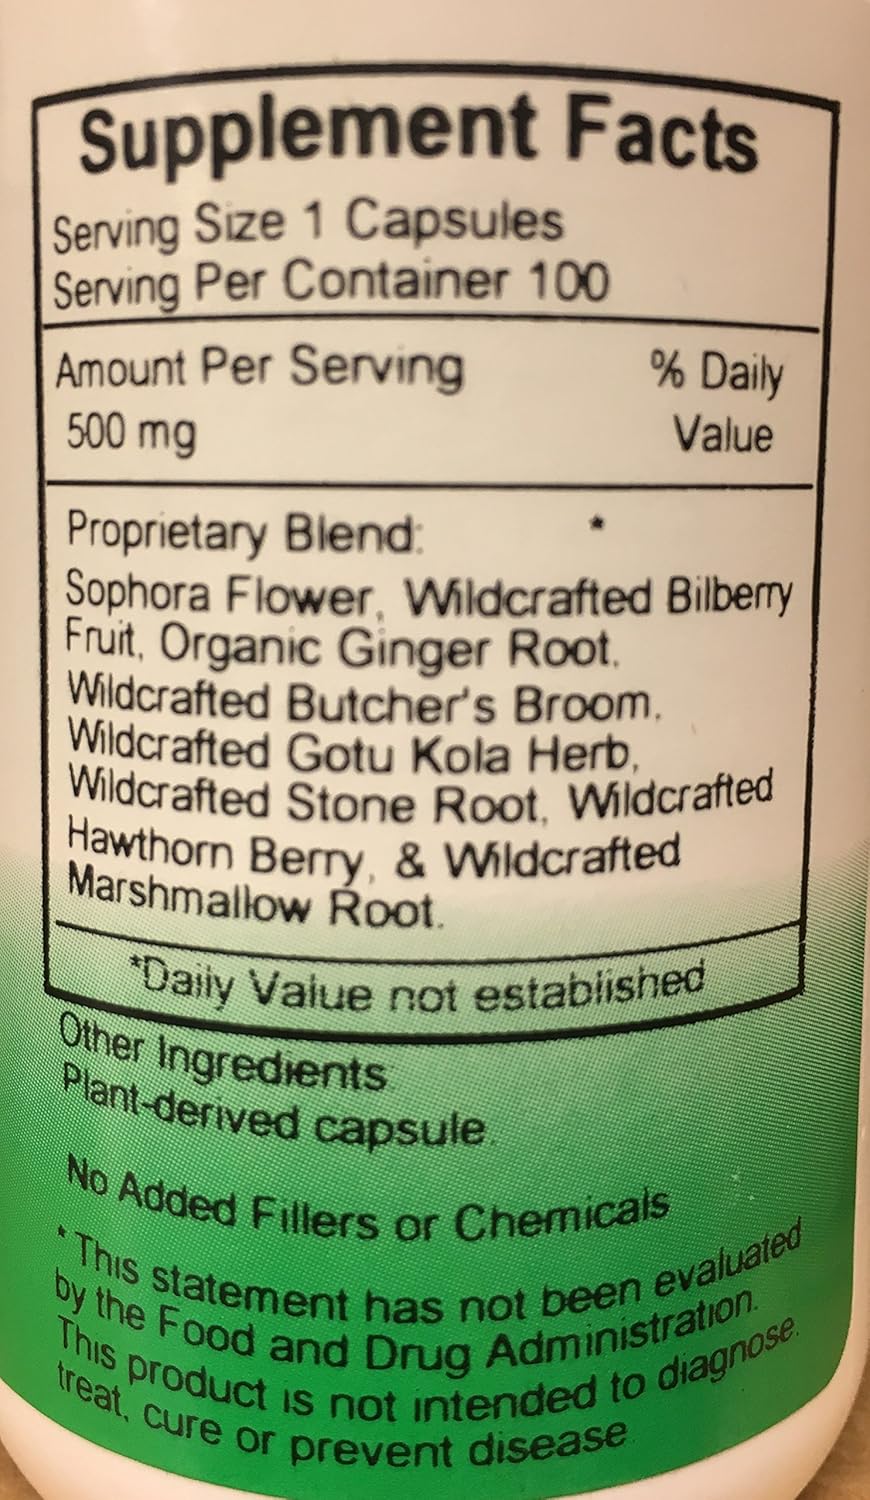 Supplement Facts
Serving Size 1 Capsules
Serving Per Container 100
Amount Per Serving % Daily
500 mg Value
Proprietary Blend: *
Sophora Flower, Wildcrafted Bilberry
Fruit, Organic Ginger Root,
Wildcrafted Butcher's Broom,
Wildcrafted Gotu Kola Herb,
Wildcrafted Stone Root, Wildcrafted
Hawthorn Berry, & Wildcrafted
Marshmallow Root.
*Daily Value not established
Other Ingredients:
Plant-derived capsule.
No Added Fillers or Chemicals
* This statement has not been evaluated
by the Food and Drug Administration.
This product is not intended to diagnose,
treat, cure or prevent disease